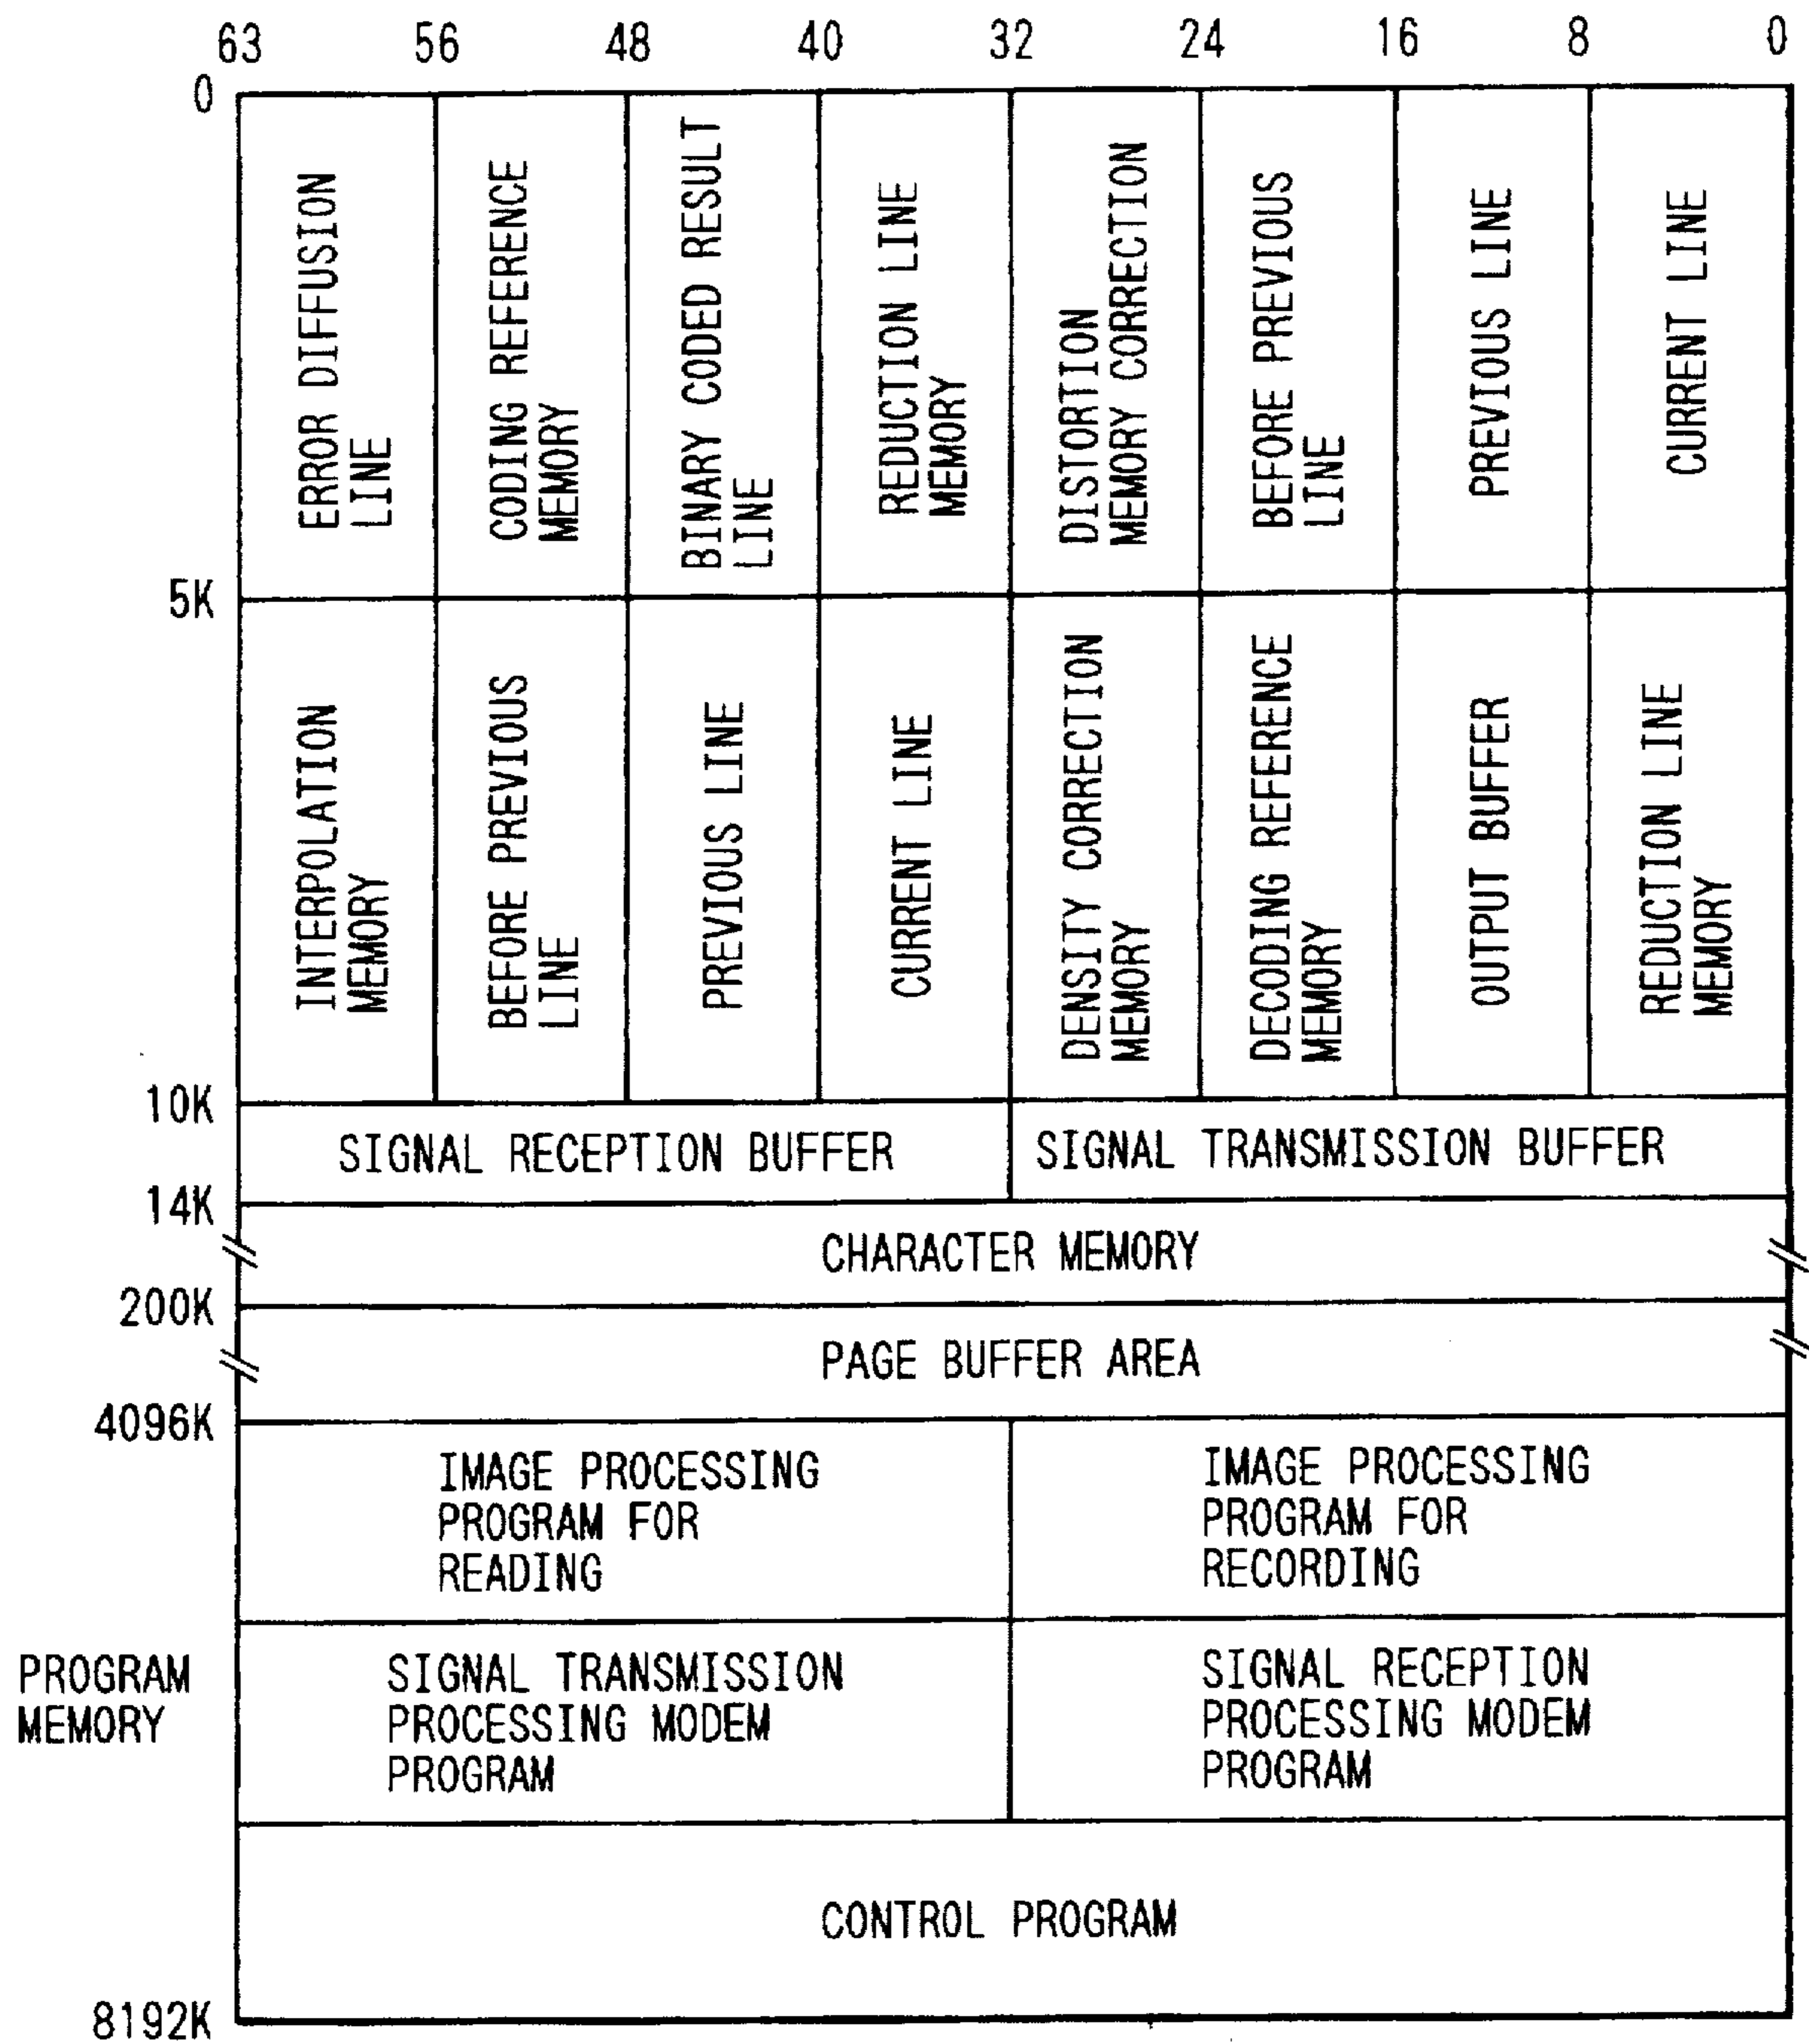 63 56 48 40 32 24 16 8 0
0
ERROR DIFFUSION
LINE
CODING REFERENCE
MEMORY
BINARY CODED RESULT
LINE
REDUCTION LINE
MEMORY
DISTORTION
MEMORY CORRECTION
BEFORE PREVIOUS
LINE
PREVIOUS LINE
CURRENT LINE
5K
INTERPOLATION
MEMORY
BEFORE PREVIOUS
LINE
PREVIOUS LINE
CURRENT LINE
DENSITY CORRECTION
MEMORY
DECODING REFERENCE
MEMORY
OUTPUT BUFFER
REDUCTION LINE
MEMORY
10K
SIGNAL RECEPTION BUFFER
SIGNAL TRANSMISSION BUFFER
14K
CHARACTER MEMORY
200K
PAGE BUFFER AREA
4096K
IMAGE PROCESSING
PROGRAM FOR
READING
IMAGE PROCESSING
PROGRAM FOR
RECORDING
PROGRAM
MEMORY
SIGNAL TRANSMISSION
PROCESSING MODEM
PROGRAM
SIGNAL RECEPTION
PROCESSING MODEM
PROGRAM
CONTROL PROGRAM
8192K